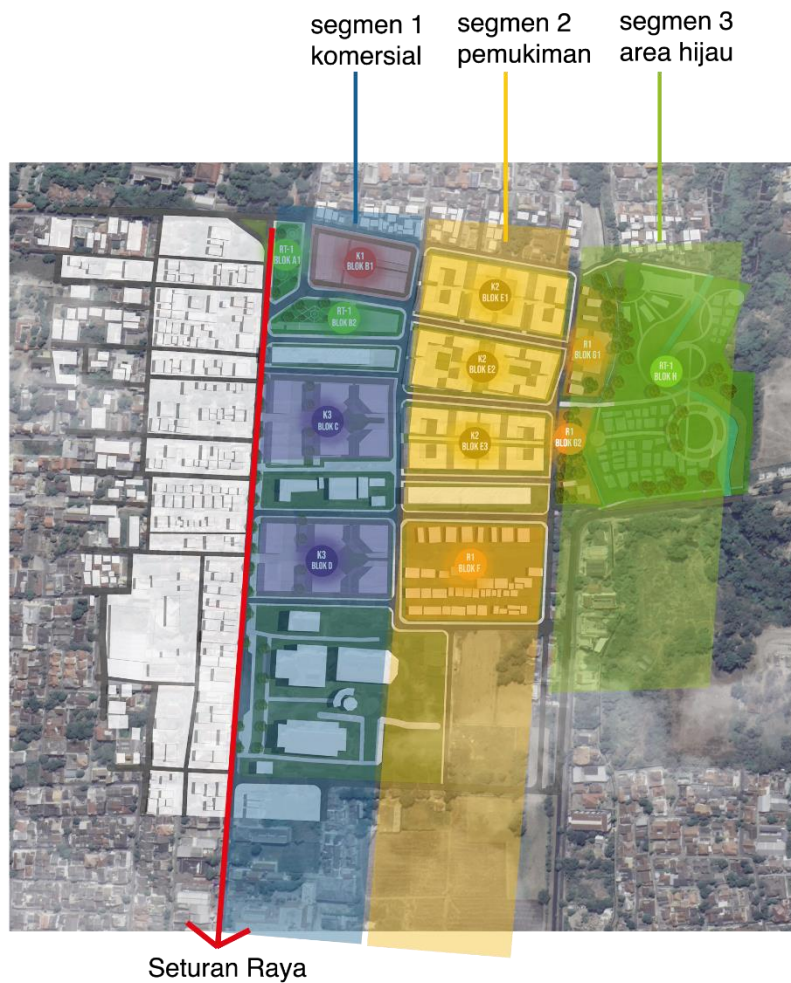 segmen 1
komersial
segmen 2
pemukiman
segmen 3
area hijau
RT-1
BLOK A1
K1
BLOK B1
RT-1
BLOK B2
K2
BLOK E1
K2
BLOK E2
R1
BLOK G1
RT-1
BLOK H
K3
BLOK C
K2
BLOK E3
R1
BLOK G2
K3
BLOK D
R1
BLOK F
Seturan Raya